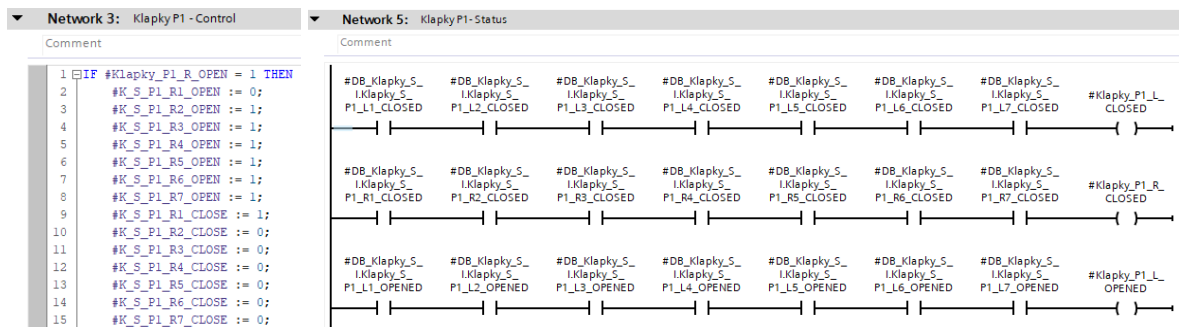 Network 3: Klapky P1 - Control
Comment
1 IF #Klapky_P1_R_OPEN = 1 THEN
2 #K_S_P1_R1_OPEN := 0;
3 #K_S_P1_R2_OPEN := 1;
4 #K_S_P1_R3_OPEN := 1;
5 #K_S_P1_R4_OPEN := 1;
6 #K_S_P1_R5_OPEN := 1;
7 #K_S_P1_R6_OPEN := 1;
8 #K_S_P1_R7_OPEN := 1;
9 #K_S_P1_R1_CLOSE := 1;
10 #K_S_P1_R2_CLOSE := 0;
11 #K_S_P1_R3_CLOSE := 0;
12 #K_S_P1_R4_CLOSE := 0;
13 #K_S_P1_R5_CLOSE := 0;
14 #K_S_P1_R6_CLOSE := 0;
15 #K_S_P1_R7_CLOSE := 0;
Network 5: Klapky P1- Status
Comment
#DB_Klapky_S_ #DB_Klapky_S_ #DB_Klapky_S_ #DB_Klapky_S_ #DB_Klapky_S_ #DB_Klapky_S_ #DB_Klapky_S_
I.Klapky_S_ I.Klapky_S_ I.Klapky_S_ I.Klapky_S_ I.Klapky_S_ I.Klapky_S_ I.Klapky_S_ #Klapky_P1_L_
P1_L1_CLOSED P1_L2_CLOSED P1_L3_CLOSED P1_L4_CLOSED P1_L5_CLOSED P1_L6_CLOSED P1_L7_CLOSED CLOSED
#DB_Klapky_S_ #DB_Klapky_S_ #DB_Klapky_S_ #DB_Klapky_S_ #DB_Klapky_S_ #DB_Klapky_S_ #DB_Klapky_S_
I.Klapky_S_ I.Klapky_S_ I.Klapky_S_ I.Klapky_S_ I.Klapky_S_ I.Klapky_S_ I.Klapky_S_ #Klapky_P1_R_
P1_R1_CLOSED P1_R2_CLOSED P1_R3_CLOSED P1_R4_CLOSED P1_R5_CLOSED P1_R6_CLOSED P1_R7_CLOSED CLOSED
#DB_Klapky_S_ #DB_Klapky_S_ #DB_Klapky_S_ #DB_Klapky_S_ #DB_Klapky_S_ #DB_Klapky_S_ #DB_Klapky_S_
I.Klapky_S_ I.Klapky_S_ I.Klapky_S_ I.Klapky_S_ I.Klapky_S_ I.Klapky_S_ I.Klapky_S_ #Klapky_P1_L_
P1_L1_OPENED P1_L2_OPENED P1_L3_OPENED P1_L4_OPENED P1_L5_OPENED P1_L6_OPENED P1_L7_OPENED OPENED